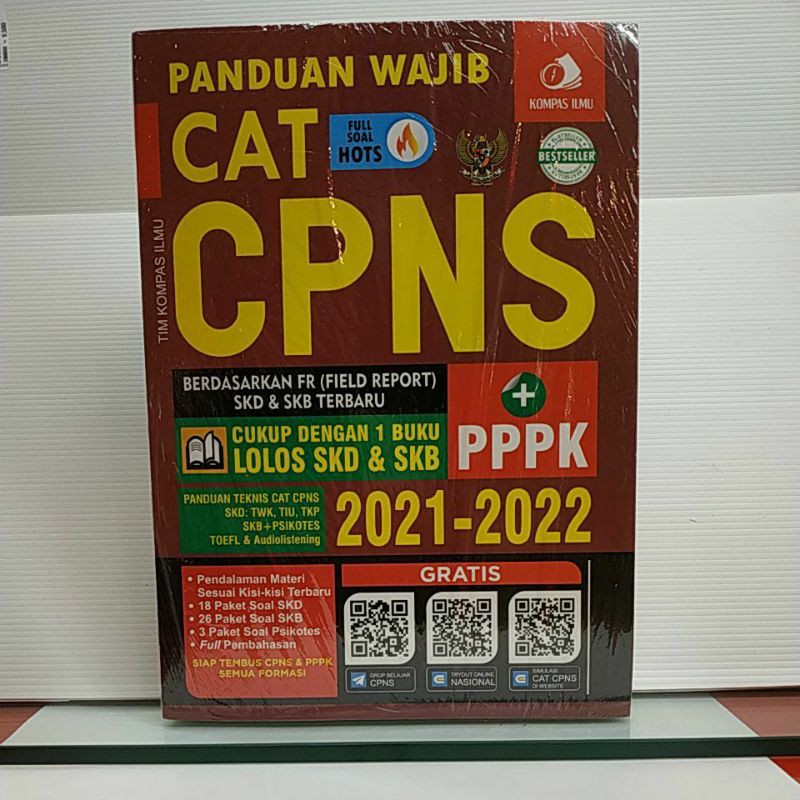 PANDUAN WAJIB
KOMPAS ILMU
CAT
FULL
SOAL
HOTS
BESTSELLER
BESTSELLER
TIM KOMPAS ILMU
CPNS
BERDASARKAN FR (FIELD REPORT)
SKD & SKB TERBARU
CUKUP DENGAN 1 BUKU
LOLOS SKD & SKB
+
PPPK
PANDUAN TEKNIS CAT CPNS
SKD: TWK, TIU, TKP
SKB+PSIKOTES
TOEFL & Audiolistening
2021-2022
• Pendalaman Materi
Sesuai Kisi-kisi Terbaru
• 18 Paket Soal SKD
• 26 Paket Soal SKB
• 3 Paket Soal Psikotes
• Full Pembahasan
SIAP TEMBUS CPNS & PPPK
SEMUA FORMASI
GRATIS
GRUP BELAJAR
CPNS
TRYOUT ONLINE
NASIONAL
SIMULASI
CAT CPNS
DI WEBSITE